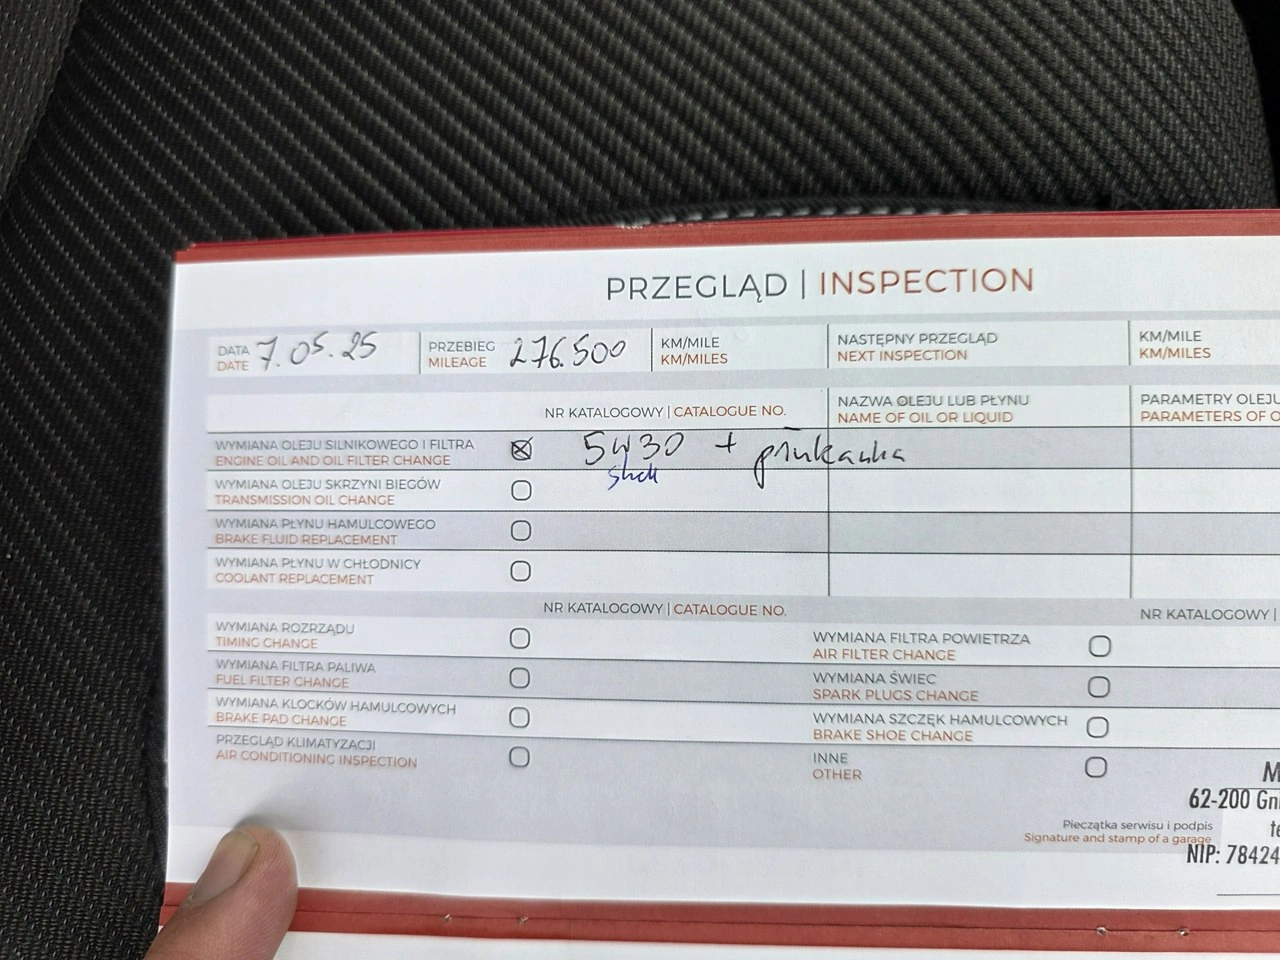 PRZEGLĄD | INSPECTION
DATA 7.05.25 PRZEBIEG 276.500 KM/MILE NASTĘPNY PRZEGLĄD KM/MILE
DATE MILEAGE KM/MILES NEXT INSPECTION KM/MILES
NR KATALOGOWY | CATALOGUE NO. NAZWA OLEJU LUB PŁYNU PARAMETRY OLEJU
NAME OF OIL OR LIQUID PARAMETERS OF
WYMIANA OLEJU SILNIKOWEGO I FILTRA 5W30 + płukanka
ENGINE OIL AND OIL FILTER CHANGE
WYMIANA OLEJU SKRZYNI BIEGÓW
TRANSMISSION OIL CHANGE
WYMIANA PŁYNU HAMULCOWEGO
BRAKE FLUID REPLACEMENT
WYMIANA PŁYNU W CHŁODNICY
COOLANT REPLACEMENT
NR KATALOGOWY | CATALOGUE NO. NR KATALOGOWY |
WYMIANA ROZRZĄDU
TIMING CHANGE
WYMIANA FILTRA PALIWA
FUEL FILTER CHANGE
WYMIANA KLOCKÓW HAMULCOWYCH
BRAKE PAD CHANGE
PRZEGLĄD KLIMATYZACJI
AIR CONDITIONING INSPECTION
WYMIANA FILTRA POWIETRZA
AIR FILTER CHANGE
WYMIANA ŚWIEC
SPARK PLUGS CHANGE
WYMIANA SZCZĘK HAMULCOWYCH
BRAKE SHOE CHANGE
INNE
OTHER
62-200 Gni
Pieczątka serwisu i podpis
Signature and stamp of a garage
NIP: 78424